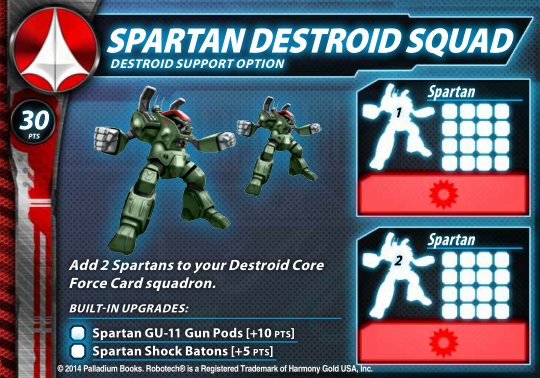 SPARTAN DESTROID SQUAD
DESTROID SUPPORT OPTION
30
PTS
Spartan
1
Add 2 Spartans to your Destroid Core
Force Card squadron.
BUILT-IN UPGRADES:
Spartan GU-11 Gun Pods [+10 PTS]
Spartan Shock Batons [+5 PTS]
Spartan
2
© 2014 Palladium Books. Robotech® is a Registered Trademark of Harmony Gold USA, Inc.